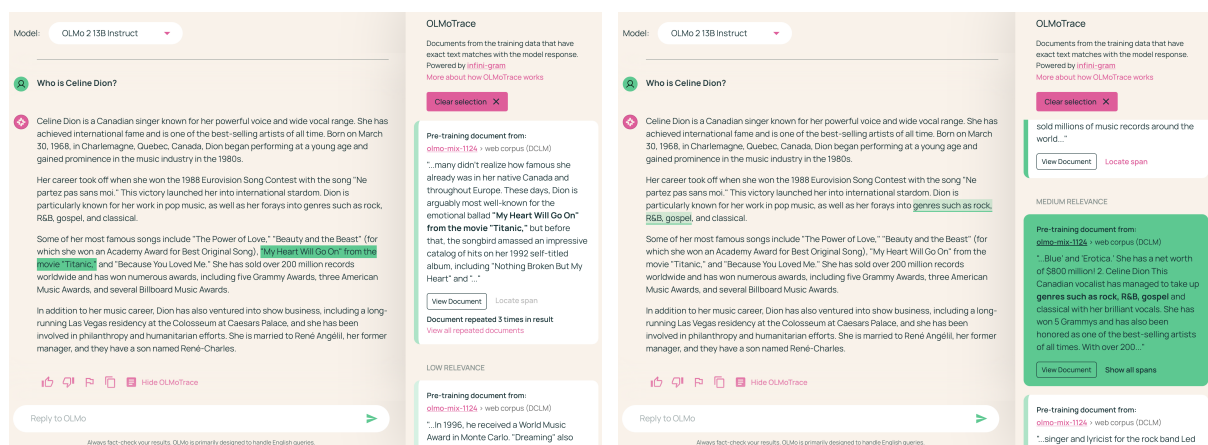 Model:
OLMo 2 13B Instruct
Who is Celine Dion?
Celine Dion is a Canadian singer known for her powerful voice and wide vocal range. She has
achieved international fame and is one of the best-selling artists of all time. Born on March
30, 1968, in Charlemagne, Quebec, Canada, Dion began performing at a young age and
gained prominence in the music industry in the 1980s.
Her career took off when she won the 1988 Eurovision Song Contest with the song "Ne
partez pas sans moi." This victory launched her into international stardom. Dion is
particularly known for her work in pop music, as well as her forays into genres such as rock,
R&B, gospel, and classical.
Some of her most famous songs include "The Power of Love," "Beauty and the Beast" (for
which she won an Academy Award for Best Original Song), "My Heart Will Go On" from the
movie "Titanic," and "Because You Loved Me." She has sold over 200 million records
worldwide and has won numerous awards, including five Grammy Awards, three American
Music Awards, and several Billboard Music Awards.
In addition to her music career, Dion has also ventured into show business, including a long-
running Las Vegas residency at the Colosseum at Caesars Palace, and she has been
involved in philanthropy and humanitarian efforts. She is married to René Angélil, her former
manager, and they have a son named René-Charles.
Hide OLMoTrace
Reply to OLMo
Always fact-check your results. OLMo is primarily designed to handle English queries.
OLMoTrace
Documents from the training data that have
exact text matches with the model response.
Powered by infini-gram
More about how OLMoTrace works
Clear selection
Pre-training document from:
olmo-mix-1124 > web corpus (DCLM)
"...many didn't realize how famous she
already was in her native Canada and
throughout Europe. These days, Dion is
arguably most well-known for the
emotional ballad "My Heart Will Go On"
from the movie "Titanic," but before
that, the songbird amassed an impressive
catalog of hits on her 1992 self-titled
album, including "Nothing Broken But My
Heart" and "..."
View Document
Locate span
Document repeated 3 times in result
View all repeated documents
LOW RELEVANCE
Pre-training document from:
olmo-mix-1124 > web corpus (DCLM)
"...In 1996, he received a World Music
Award in Monte Carlo. "Dreaming" also
Model:
OLMo 2 13B Instruct
Who is Celine Dion?
Celine Dion is a Canadian singer known for her powerful voice and wide vocal range. She has
achieved international fame and is one of the best-selling artists of all time. Born on March
30, 1968, in Charlemagne, Quebec, Canada, Dion began performing at a young age and
gained prominence in the music industry in the 1980s.
Her career took off when she won the 1988 Eurovision Song Contest with the song "Ne
partez pas sans moi." This victory launched her into international stardom. Dion is
particularly known for her work in pop music, as well as her forays into genres such as rock,
R&B, gospel, and classical.
Some of her most famous songs include "The Power of Love," "Beauty and the Beast" (for
which she won an Academy Award for Best Original Song), "My Heart Will Go On" from the
movie "Titanic," and "Because You Loved Me." She has sold over 200 million records
worldwide and has won numerous awards, including five Grammy Awards, three American
Music Awards, and several Billboard Music Awards.
In addition to her music career, Dion has also ventured into show business, including a long-
running Las Vegas residency at the Colosseum at Caesars Palace, and she has been
involved in philanthropy and humanitarian efforts. She is married to René Angélil, her former
manager, and they have a son named René-Charles.
Hide OLMoTrace
Reply to OLMo
Always fact-check your results. OLMo is primarily designed to handle English queries.
OLMoTrace
Documents from the training data that have
exact text matches with the model response.
Powered by infini-gram
More about how OLMoTrace works
Clear selection
sold millions of music records around the
world..."
View Document
Locate span
MEDIUM RELEVANCE
Pre-training document from:
olmo-mix-1124 > web corpus (DCLM)
"...Blue' and 'Erotica.' She has a net worth
of $800 million! 2. Celine Dion This
Canadian vocalist has managed to take up
genres such as rock, R&B, gospel and
classical with her brilliant vocals. She has
won 5 Grammys and has also been
honored as one of the best-selling artists
of all times. With over 200..."
View Document
Show all spans
Pre-training document from:
olmo-mix-1124 > web corpus (DCLM)
"...singer and lyricist for the rock band Led